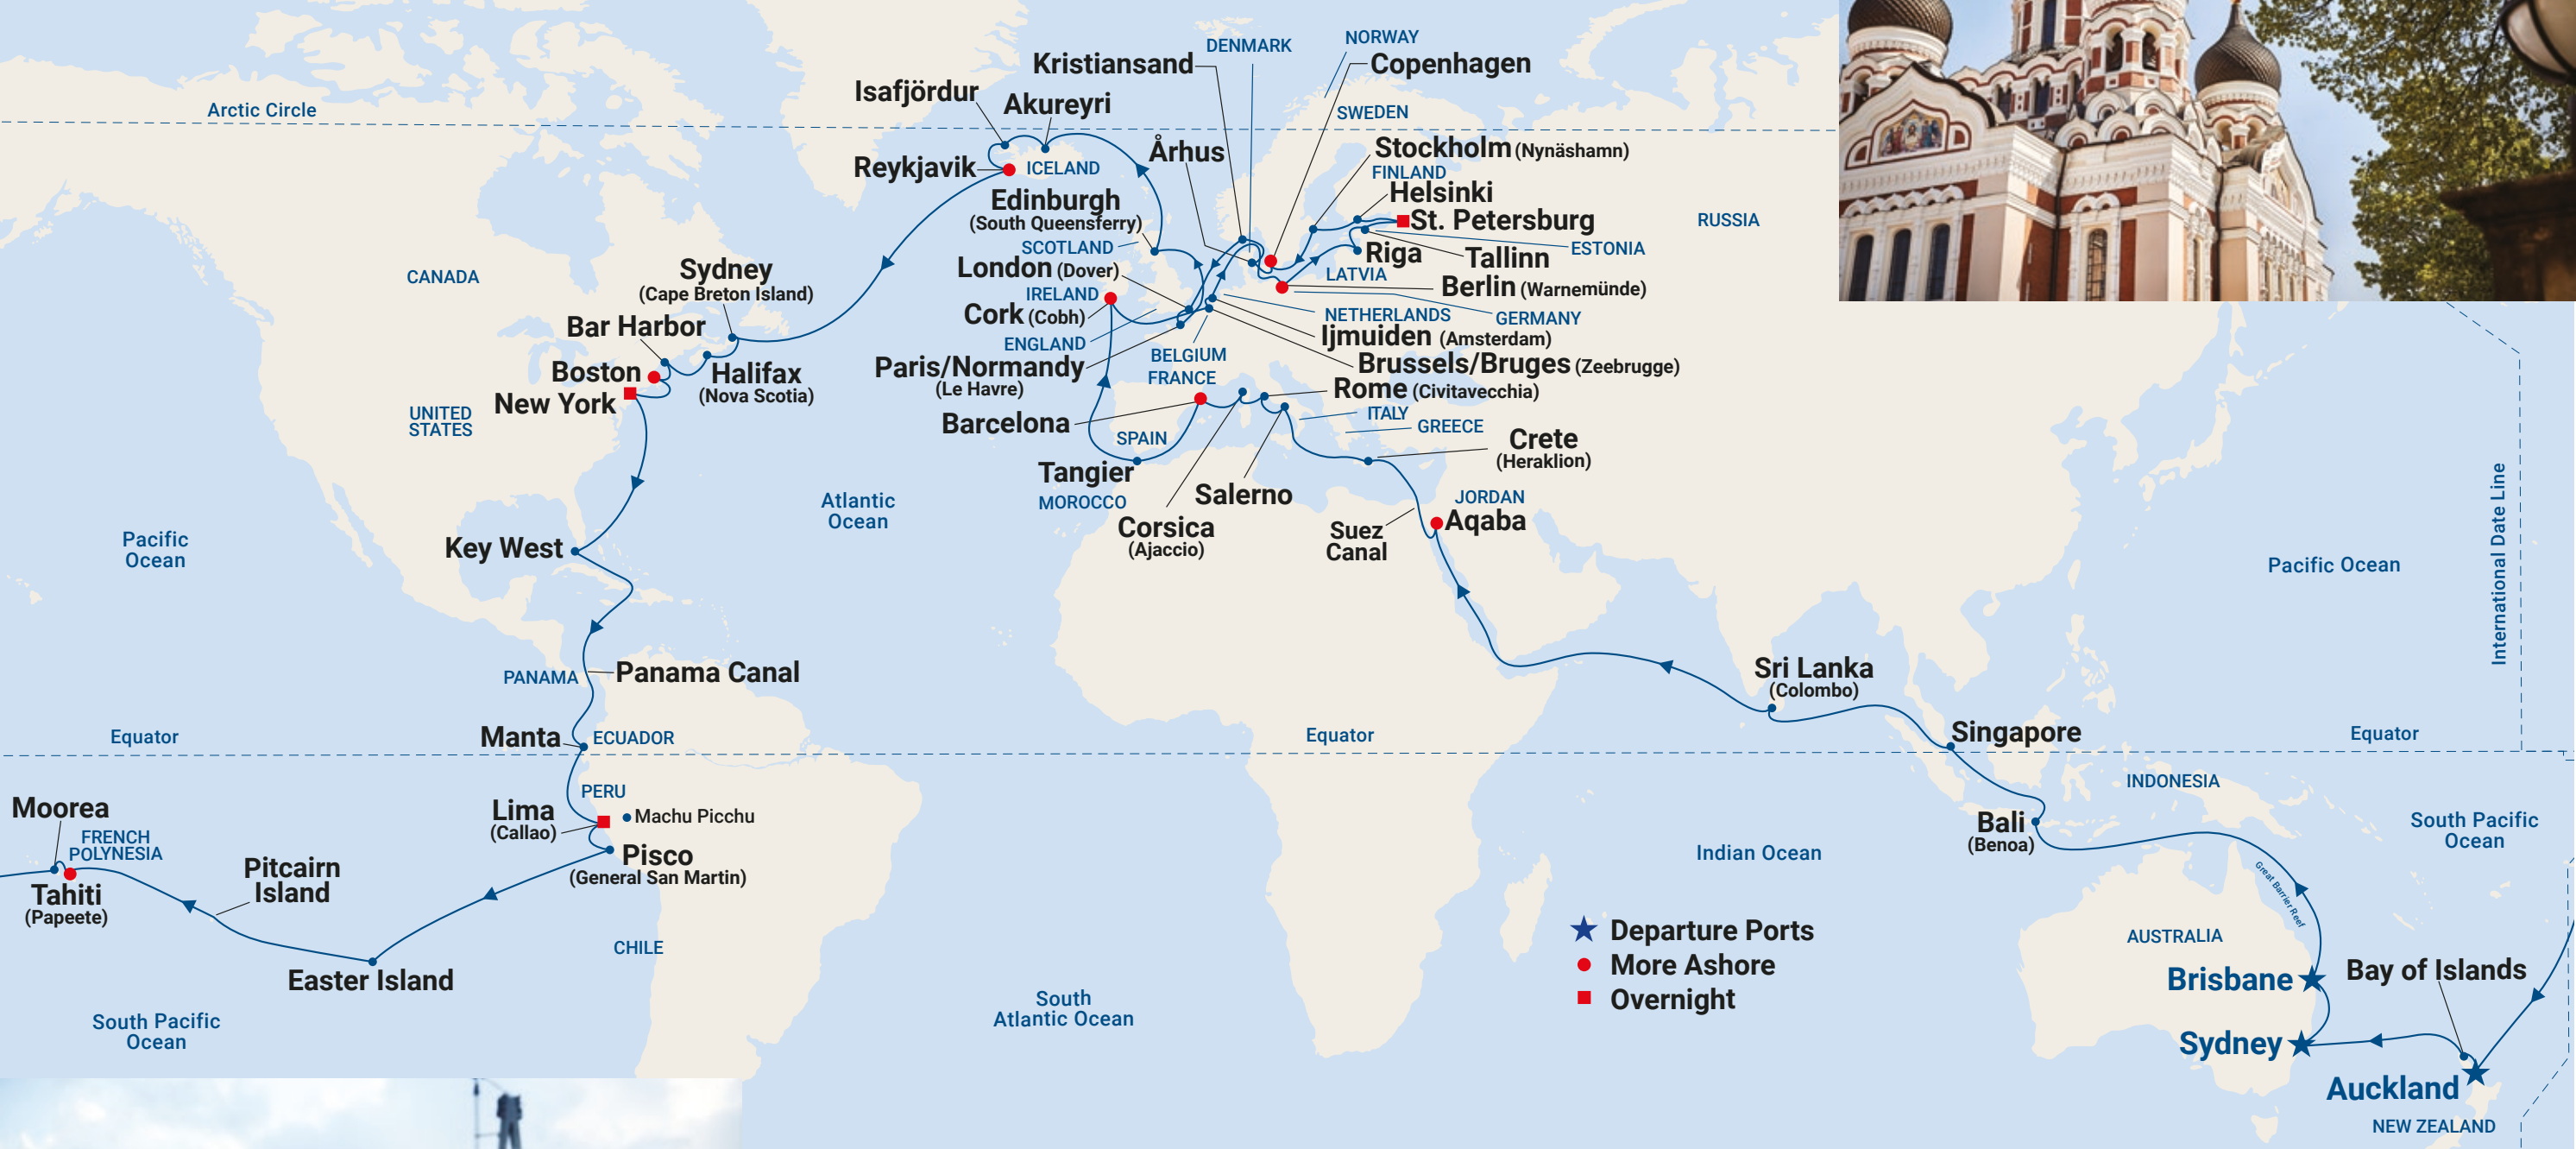 Arctic Circle
DENMARK
NORWAY
Kristiansand
Copenhagen
Isafjördur
Akureyri
SWEDEN
Århus
Stockholm (Nynäshamn)
Reykjavik
ICELAND
FINLAND
Helsinki
Edinburgh
(South Queensferry)
St. Petersburg
RUSSIA
SCOTLAND
ESTONIA
Riga
Tallinn
London (Dover)
LATVIA
CANADA
Sydney
(Cape Breton Island)
Berlin (Warnemünde)
IRELAND
Cork (Cobh)
NETHERLANDS
GERMANY
Bar Harbor
Ijmuiden (Amsterdam)
ENGLAND
BELGIUM
Brussels/Bruges (Zeebrugge)
Boston
Halifax
(Nova Scotia)
Paris/Normandy
(Le Havre)
FRANCE
Rome (Civitavecchia)
New York
UNITED
STATES
Barcelona
ITALY
GREECE
SPAIN
Crete
(Heraklion)
Tangier
MOROCCO
Salerno
JORDAN
Aqaba
Atlantic
Ocean
Corsica
(Ajaccio)
Suez
Canal
Pacific
Ocean
Key West
Pacific Ocean
International Date Line
PANAMA
Panama Canal
Sri Lanka
(Colombo)
Singapore
Equator
Manta
ECUADOR
Equator
Equator
INDONESIA
PERU
Lima
(Callao)
Machu Picchu
Moorea
FRENCH
POLYNESIA
Bali
(Benoa)
South Pacific
Ocean
Pisco
(General San Martin)
Indian Ocean
Pitcairn
Island
Tahiti
(Papeete)
Great Barrier Reef
Easter Island
CHILE
Departure Ports
More Ashore
Overnight
AUSTRALIA
Brisbane
Bay of Islands
South
Atlantic Ocean
South Pacific
Ocean
Sydney
Auckland
NEW ZEALAND